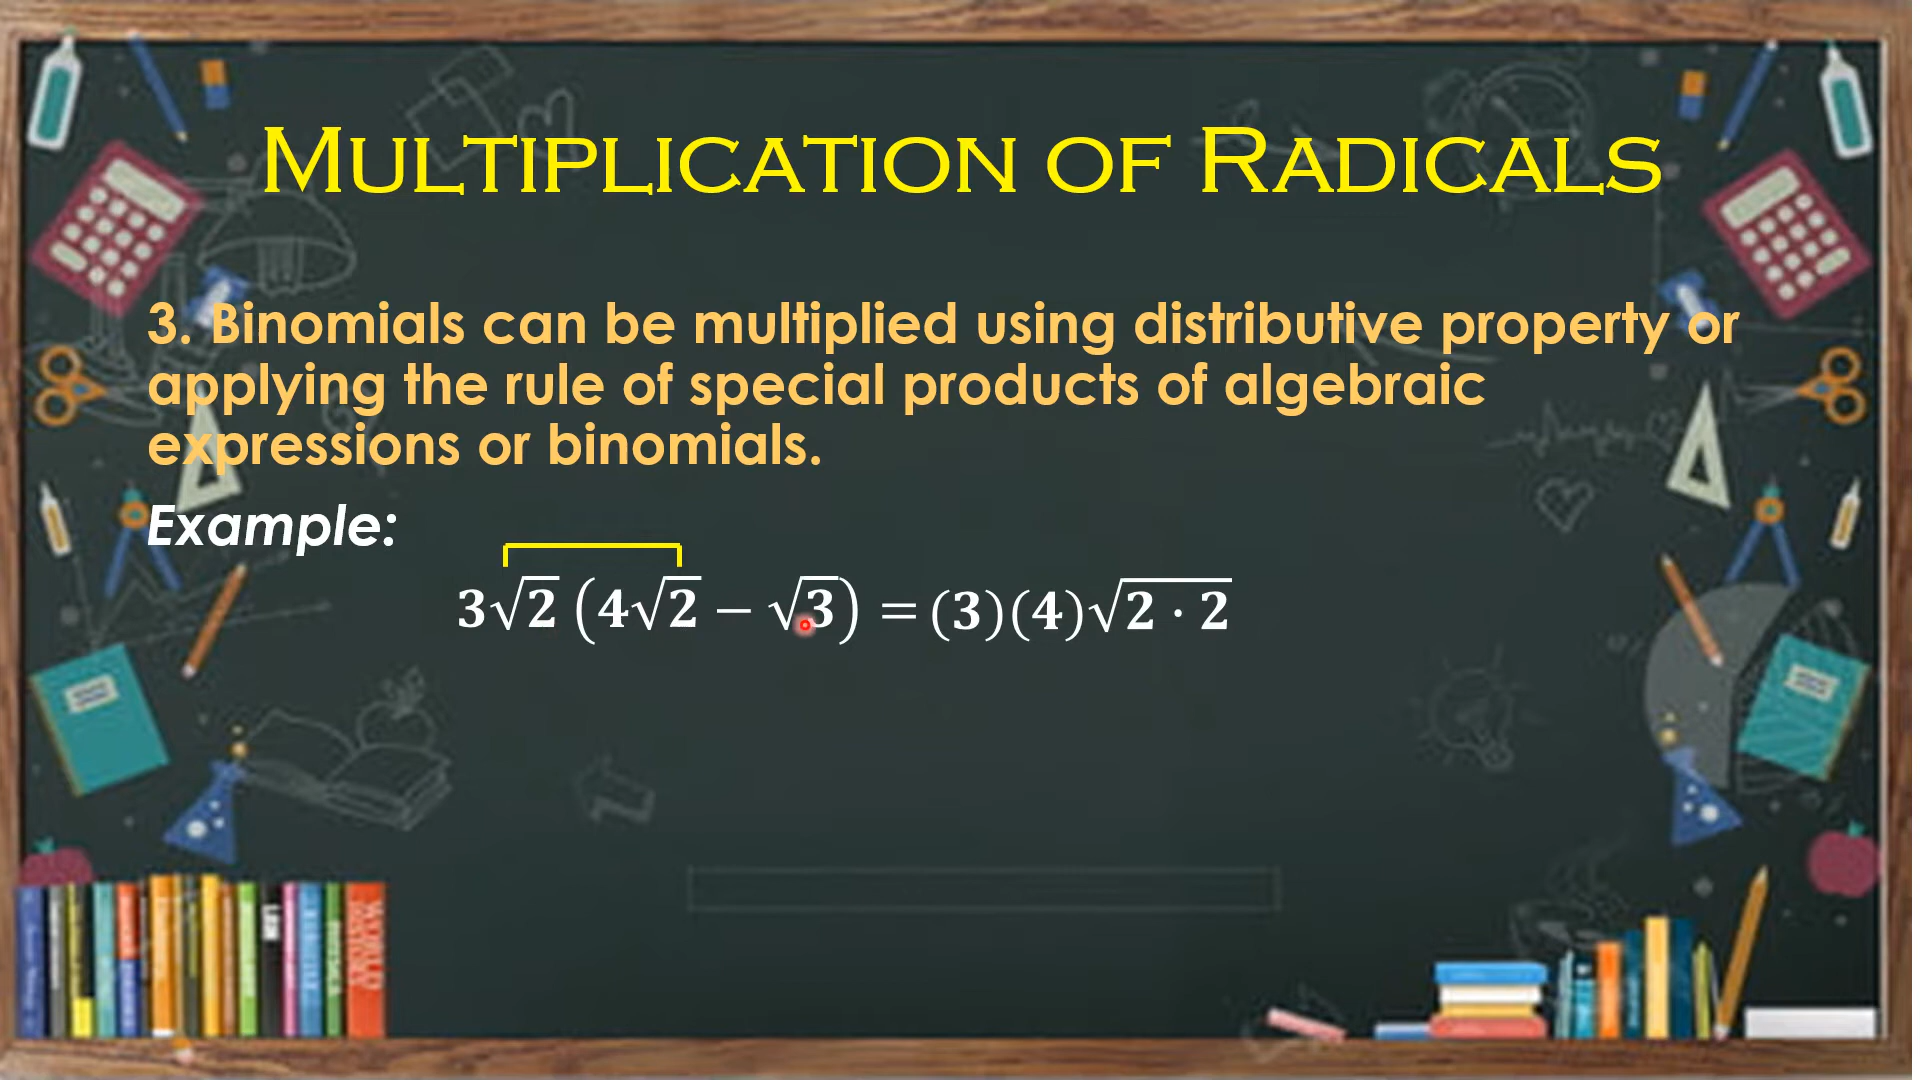 MULTIPLICATION OF RADICALS
3. Binomials can be multiplied using distributive property or
applying the rule of special products of algebraic
expressions or binomials.
Example:
3√2 (4√2 − √3) = (3)(4)√2 · 2